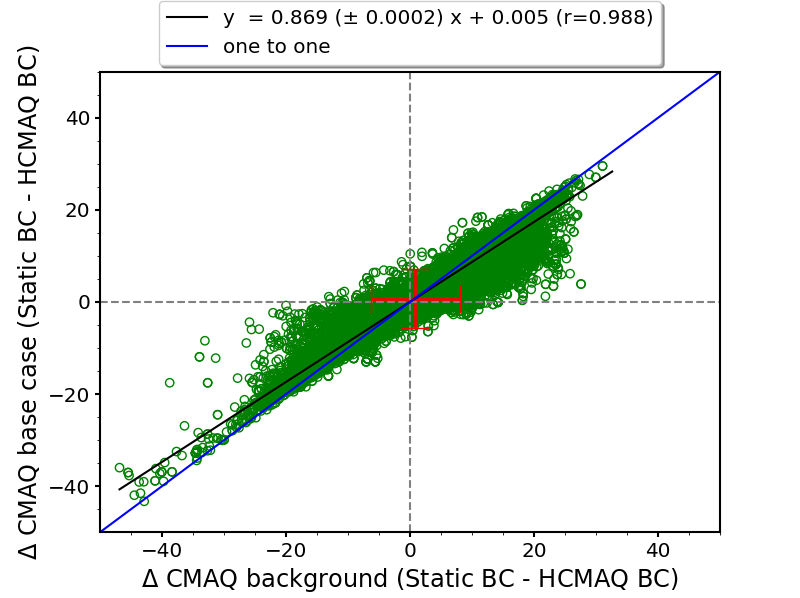 y = 0.869 (± 0.0002) x + 0.005 (r=0.988)
one to one
Δ CMAQ base case (Static BC - HCMAQ BC)
40
20
0
−20
−40
−40 −20 0 20 40
Δ CMAQ background (Static BC - HCMAQ BC)